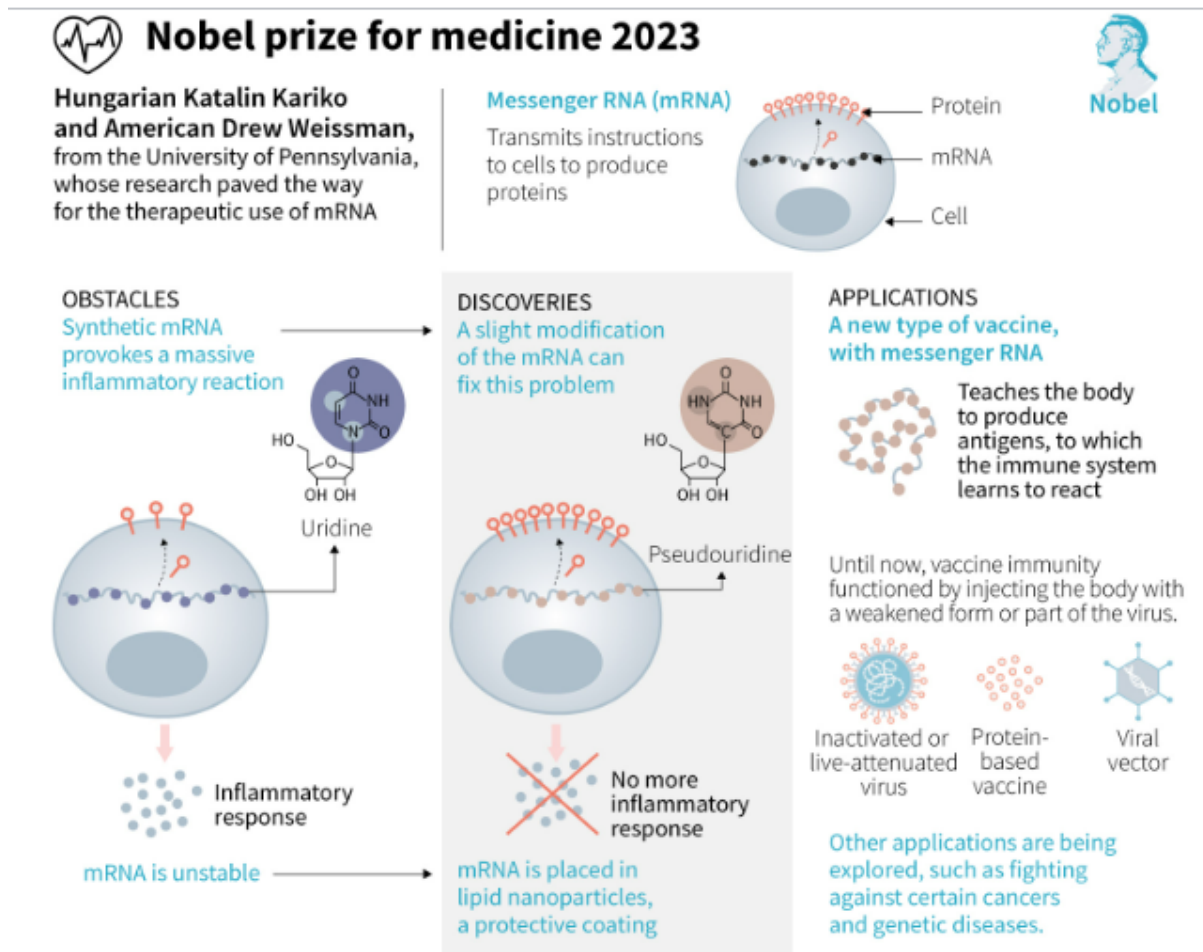 Nobel prize for medicine 2023
Nobel
Hungarian Katalin Kariko
and American Drew Weissman,
from the University of Pennsylvania,
whose research paved the way
for the therapeutic use of mRNA
Messenger RNA (mRNA)
Transmits instructions
to cells to produce
proteins
Protein
mRNA
Cell
OBSTACLES
Synthetic mRNA
provokes a massive
inflammatory reaction
O
NH
N
O
HO
O
OH OH
Uridine
Inflammatory
response
mRNA is unstable
DISCOVERIES
A slight modification
of the mRNA can
fix this problem
O
HN
NH
C
O
HO
O
OH OH
Pseudouridine
No more
inflammatory
response
mRNA is placed in
lipid nanoparticles,
a protective coating
APPLICATIONS
A new type of vaccine,
with messenger RNA
Teaches the body
to produce
antigens, to which
the immune system
learns to react
Until now, vaccine immunity
functioned by injecting the body with
a weakened form or part of the virus.
Inactivated or
live-attenuated
virus
Protein-
based
vaccine
Viral
vector
Other applications are being
explored, such as fighting
against certain cancers
and genetic diseases.